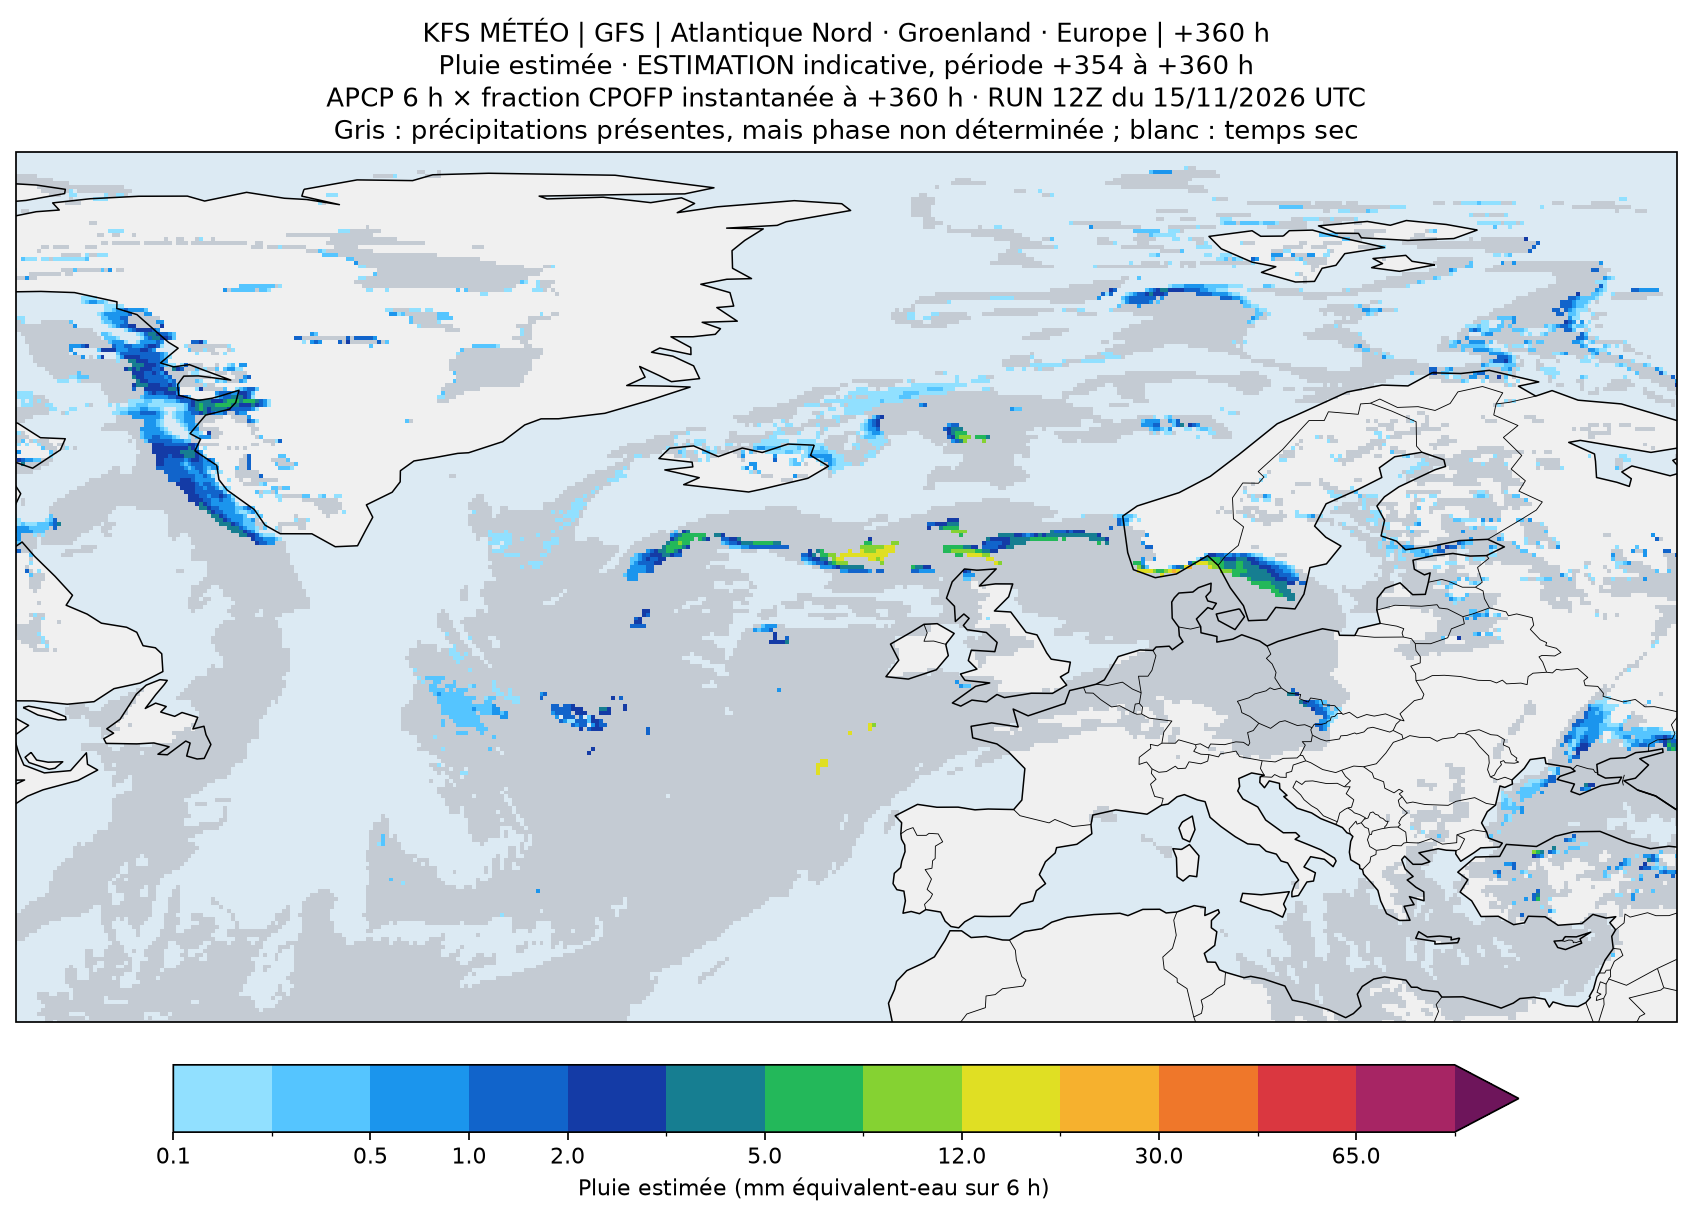 KFS MÉTÉO | GFS | Atlantique Nord · Groenland · Europe | +360 h
Pluie estimée · ESTIMATION indicative, période +354 à +360 h
APCP 6 h × fraction CPOFP instantanée à +360 h · RUN 12Z du 15/11/2026 UTC
Gris : précipitations présentes, mais phase non déterminée ; blanc : temps sec
0.1 0.5 1.0 2.0 5.0 12.0 30.0 65.0
Pluie estimée (mm équivalent-eau sur 6 h)